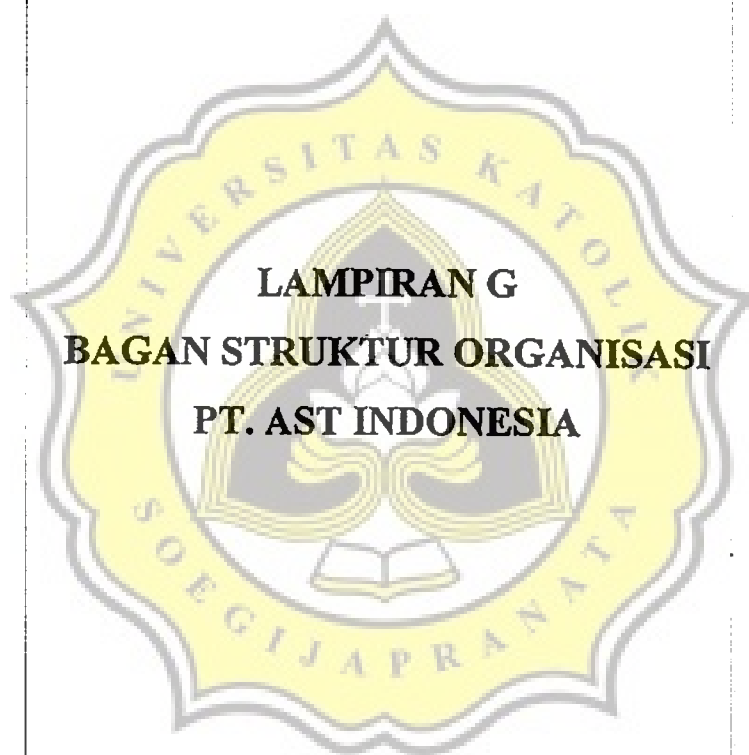 UNIVERSITAS KATOLIK
LAMPIRAN G
BAGAN STRUKTUR ORGANISASI
PT. AST INDONESIA
SOEGIJAPRANATA